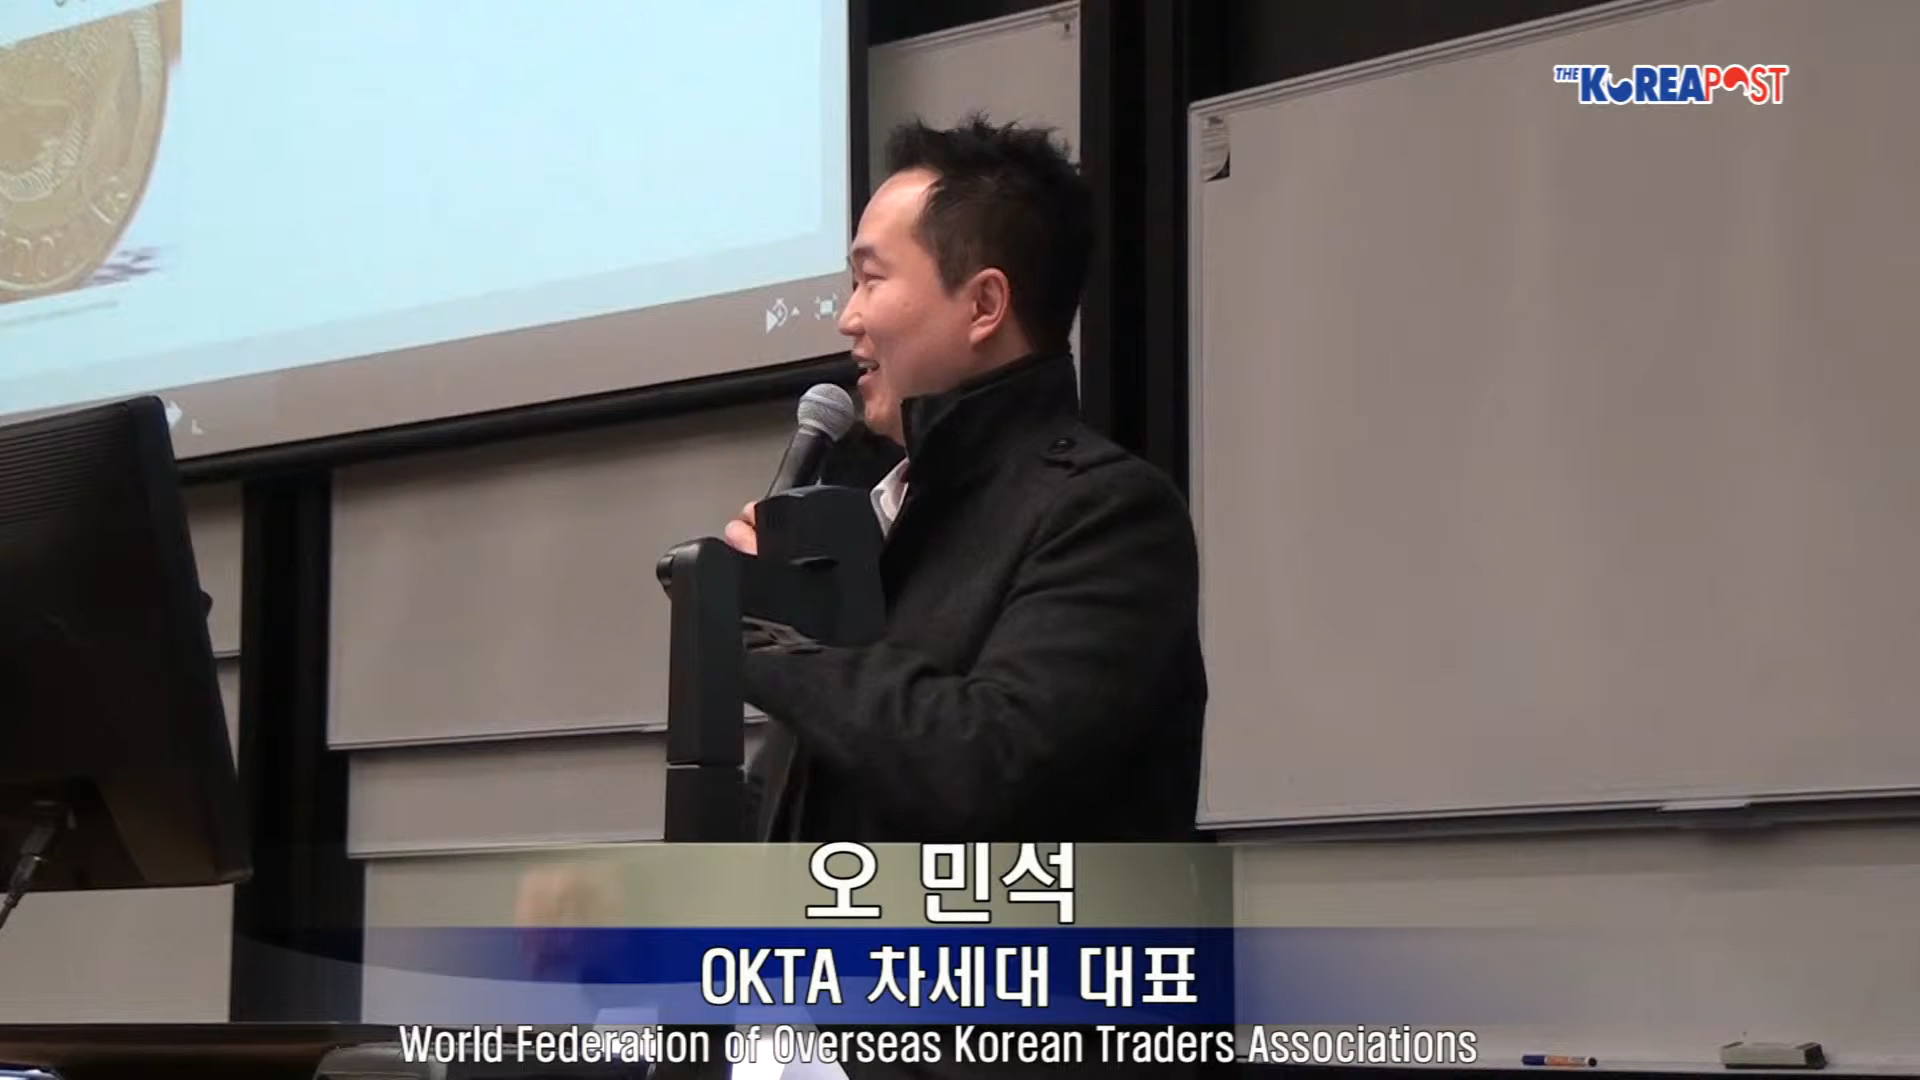 THE KOREAPOST
오 민석
OKTA 차세대 대표
World Federation of Overseas Korean Traders Associations